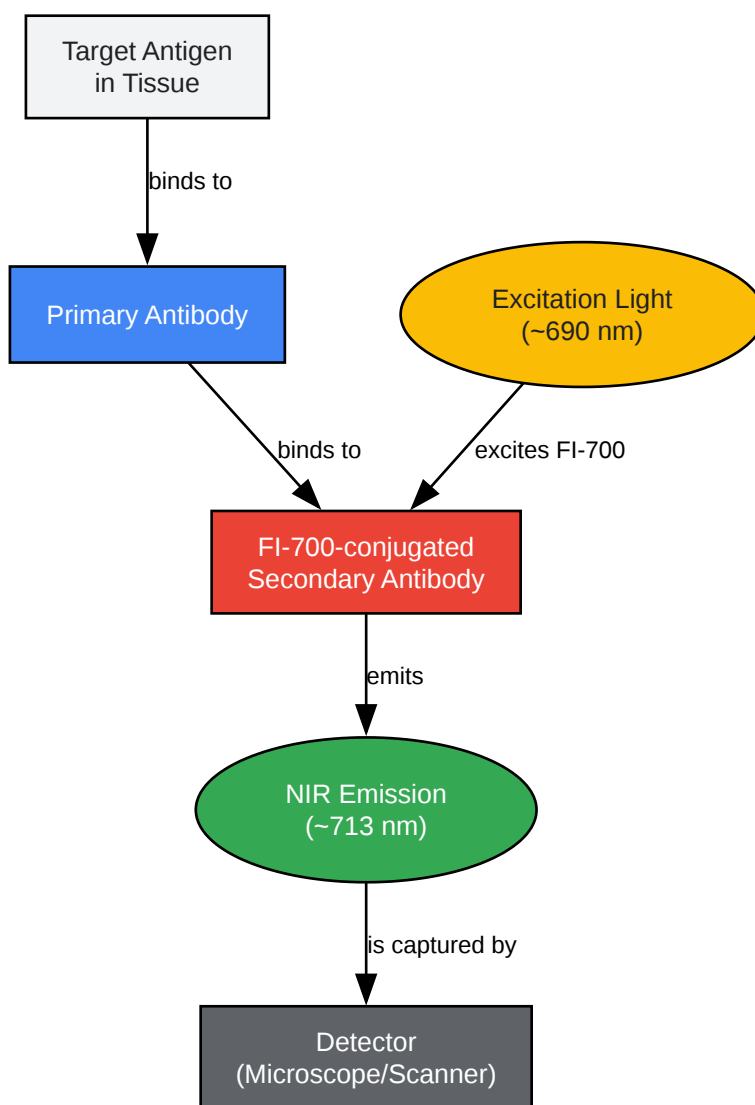 Target Antigen
in Tissue
binds to
Primary Antibody
Excitation Light
(~690 nm)
binds to
excites FI-700
FI-700-conjugated
Secondary Antibody
emits
NIR Emission
(~713 nm)
is captured by
Detector
(Microscope/Scanner)